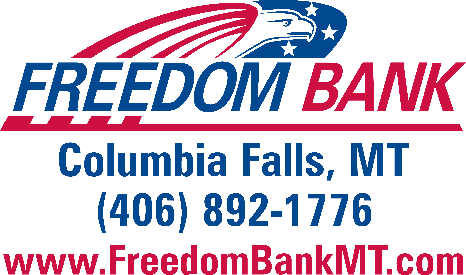 FREEDOM BANK
Columbia Falls, MT
(406) 892-1776
www.FreedomBankMT.com